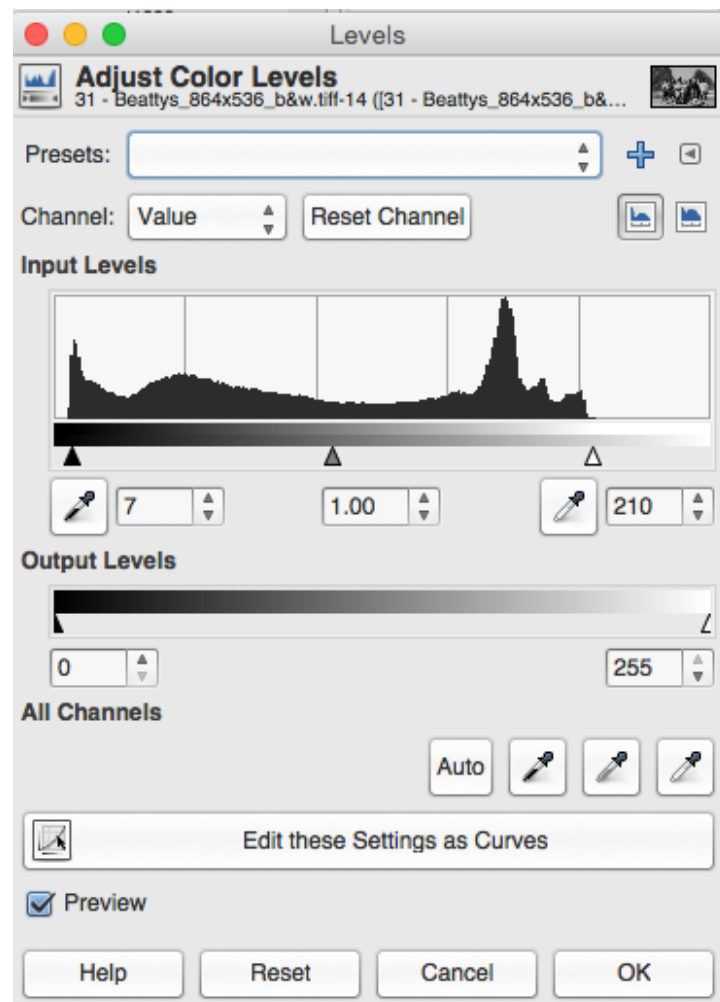 Levels
Adjust Color Levels
31 - Beattys_864x536_b&w.tiff-14 ([31 - Beattys_864x536_b&...
Presets:
Channel: Value Reset Channel
Input Levels
7 1.00 210
Output Levels
0 255
All Channels
Auto
Edit these Settings as Curves
Preview
Help Reset Cancel OK